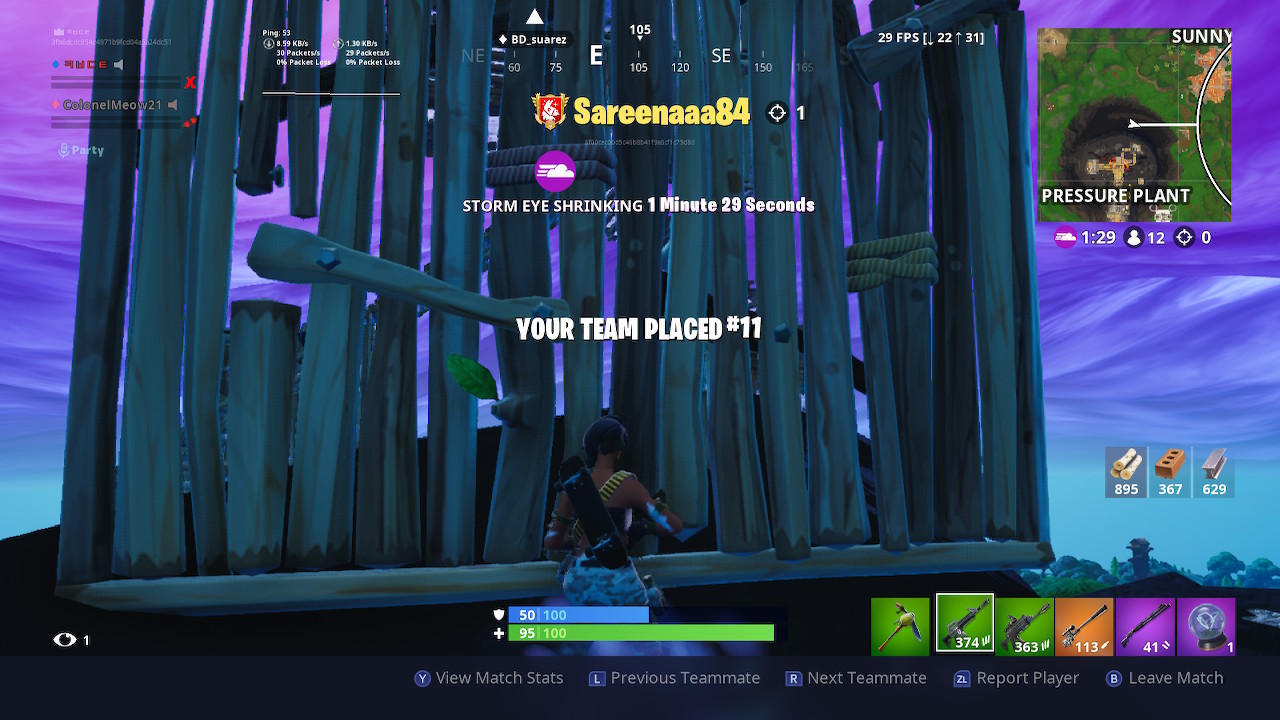 Ping: 53
8.59 KB/s 1.30 KB/s
30 Packets/s 29 Packets/s
0% Packet Loss 0% Packet Loss
BD_suarez
105
NE E SE
60 75 105 120 150 165
29 FPS [↓ 22 ↑ 31]
SUNNY
ㅋㅂㄷㅌ
ColonelMeow21
Party
Sareenaaa84 1
STORM EYE SHRINKING 1 Minute 29 Seconds
PRESSURE PLANT
1:29 12 0
YOUR TEAM PLACED #11
895 367 629
50 100
95 100
374 363 113 41 1
1
Y View Match Stats L Previous Teammate R Next Teammate ZL Report Player B Leave Match